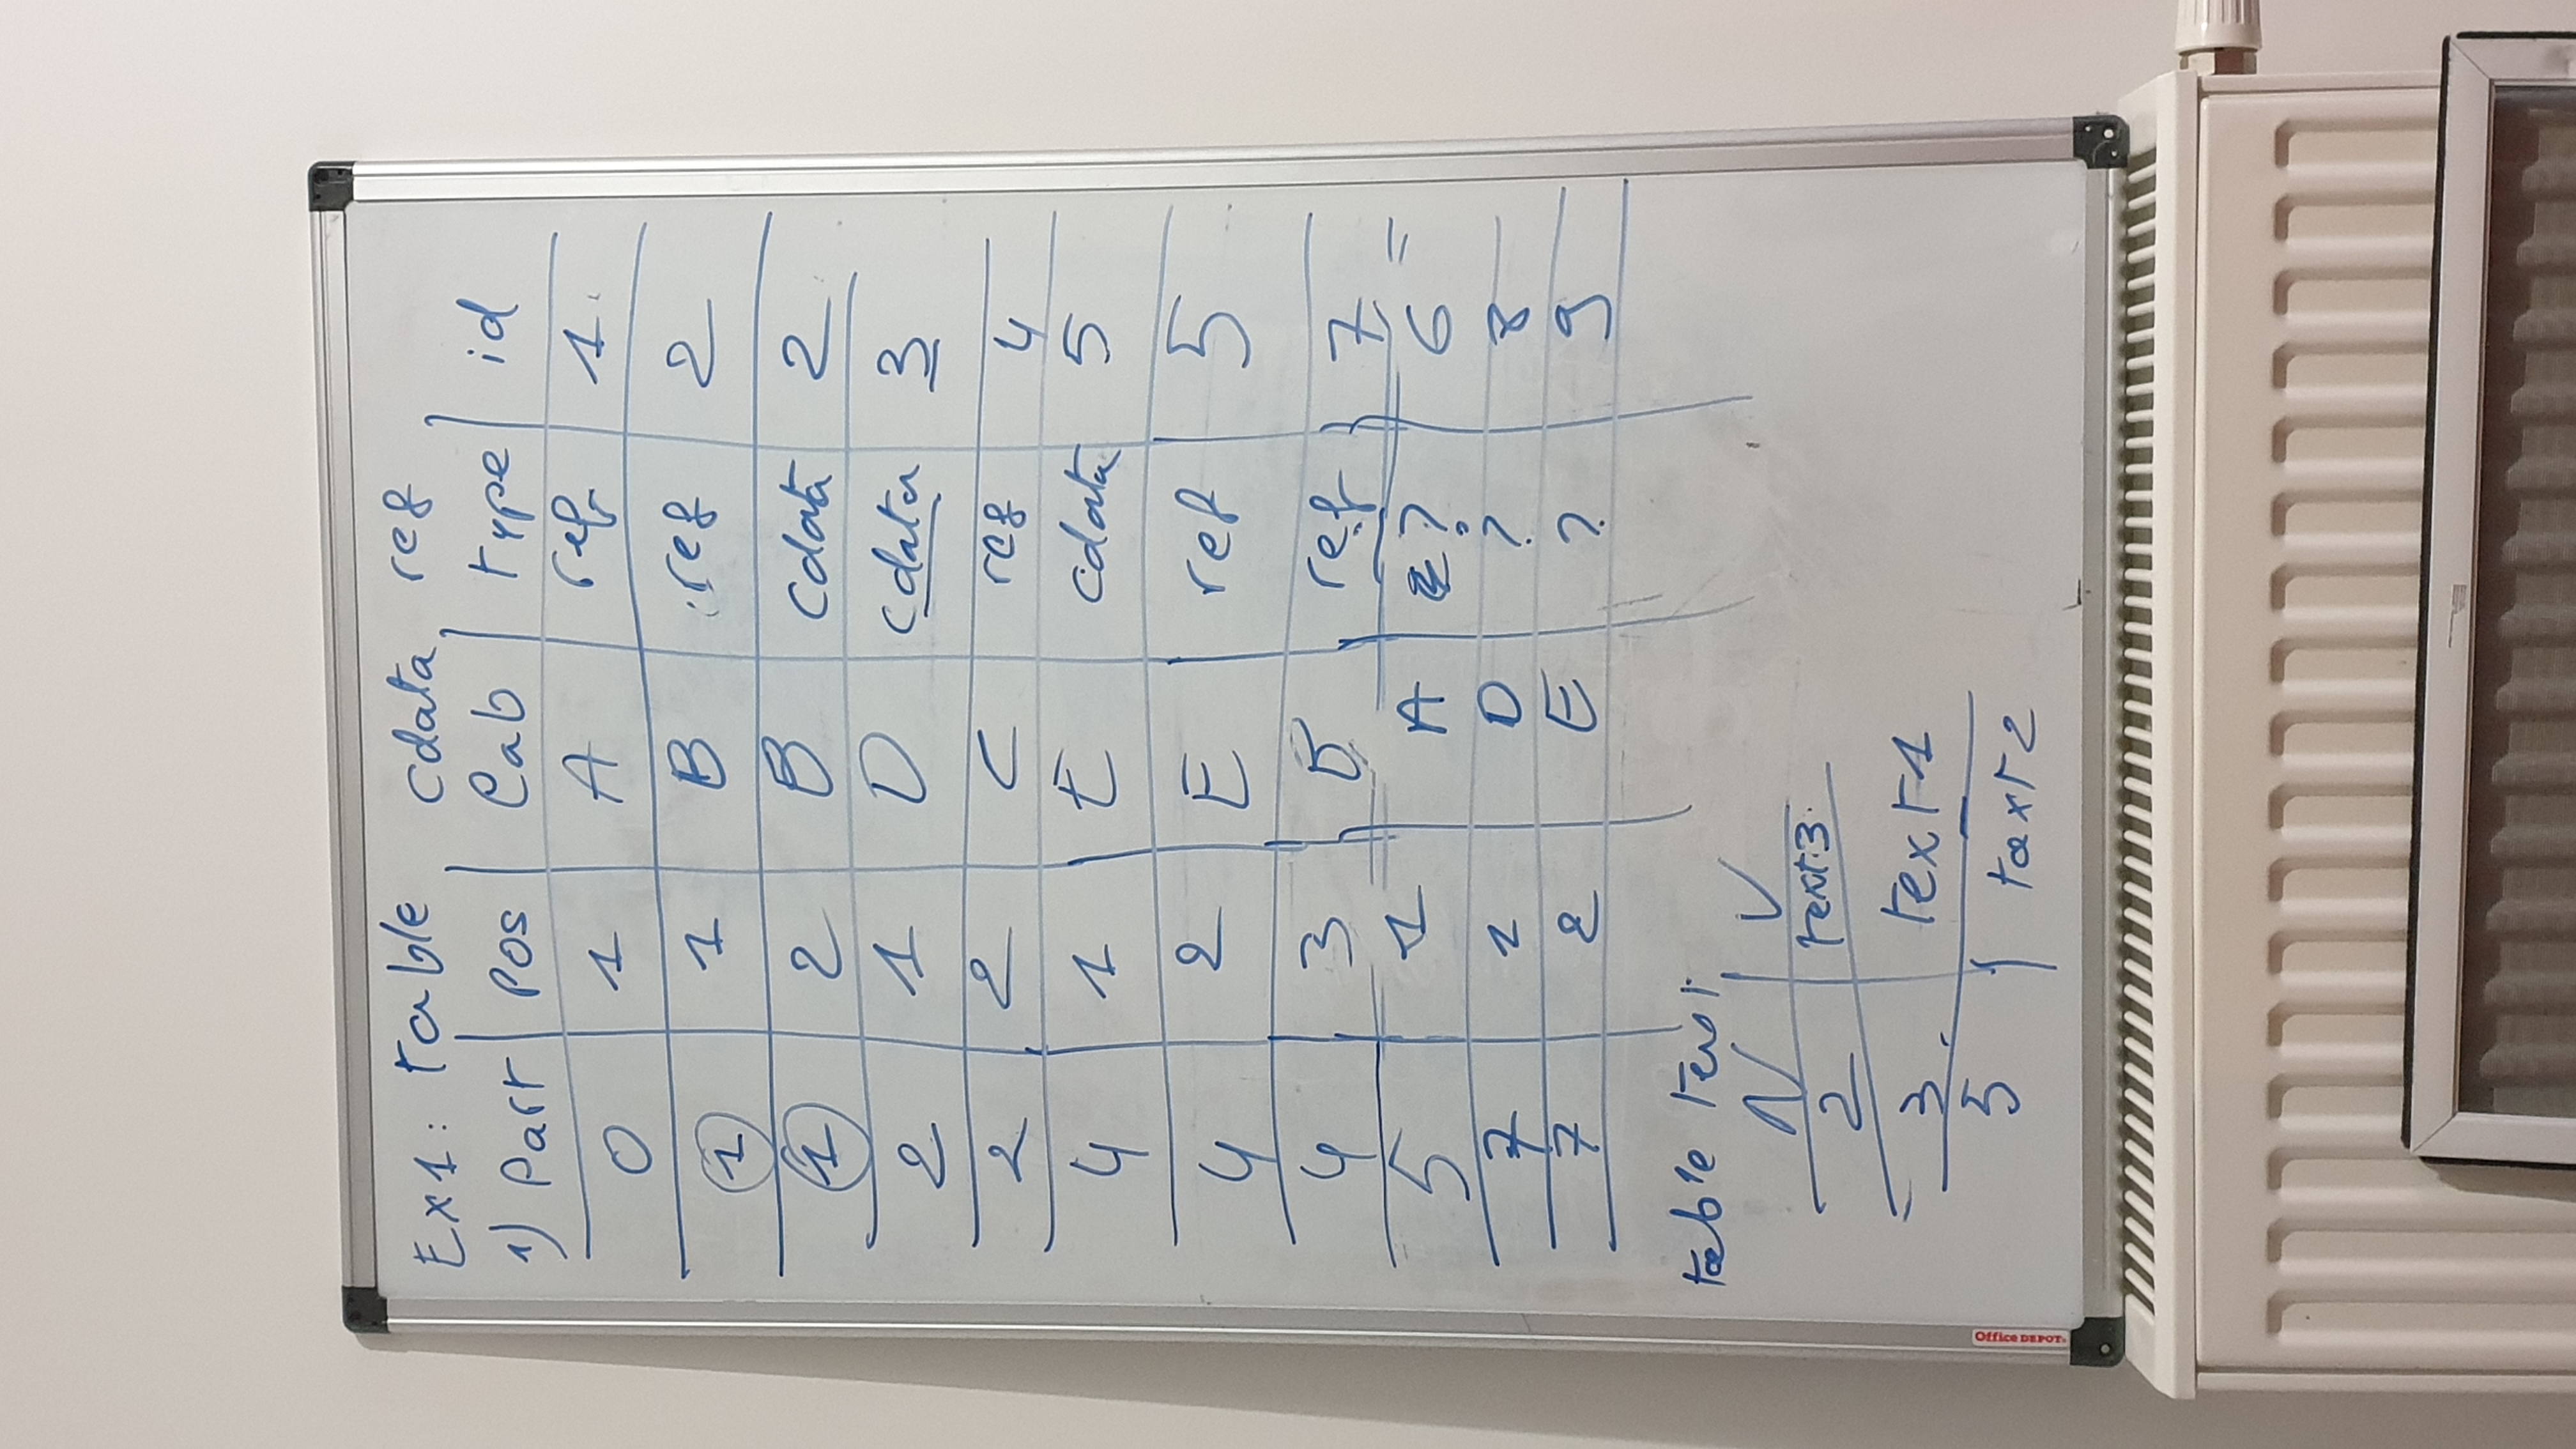 Ex1: table cdata ref
1) Part Pos Lab type id
0 1 A ref 1
1 1 B ref 2
1 2 B cdata 2
2 1 D cdata 3
2 2 C ref 4
4 1 E cdata 5
4 2 E ref 5
4 3 B ref 7
5 1 A ? 6
7 1 D ? 8
7 2 E ? 9
table text
N V
2 text3
3 text1
5 text2
Office DEPOT